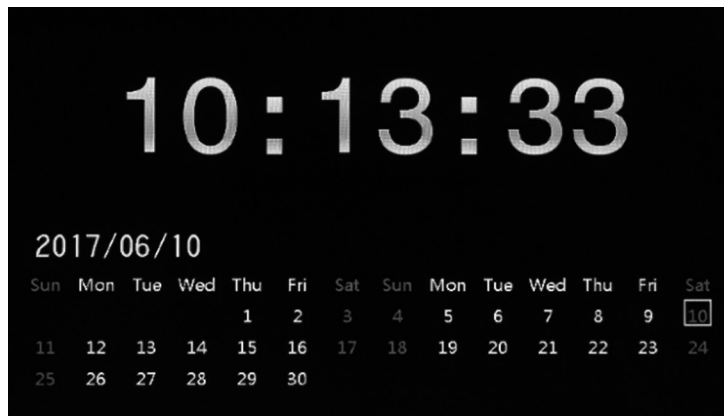 10:13:33
2017/06/10
Sun Mon Tue Wed Thu Fri Sat Sun Mon Tue Wed Thu Fri Sat
1 2 3 4 5 6 7 8 9 10
11 12 13 14 15 16 17 18 19 20 21 22 23 24
25 26 27 28 29 30